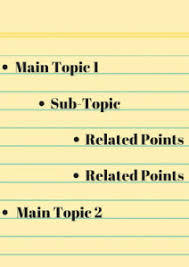 • Main Topic 1
• Sub-Topic
• Related Points
• Related Points
• Main Topic 2